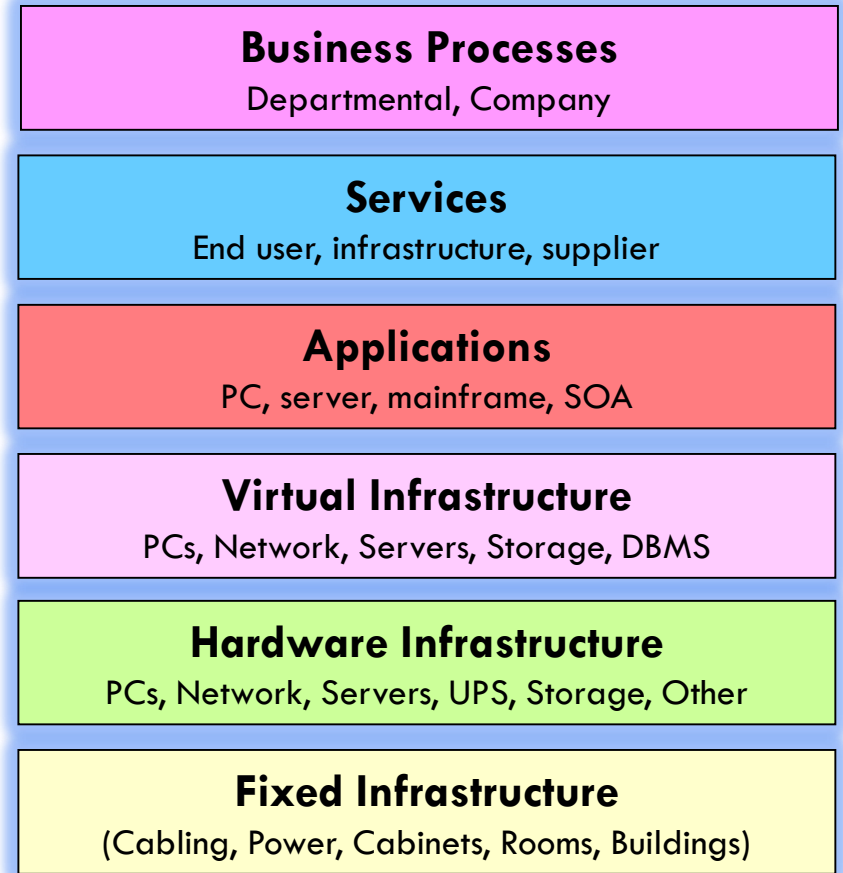 Business Processes
Departmental, Company
Services
End user, infrastructure, supplier
Applications
PC, server, mainframe, SOA
Virtual Infrastructure
PCs, Network, Servers, Storage, DBMS
Hardware Infrastructure
PCs, Network, Servers, UPS, Storage, Other
Fixed Infrastructure
(Cabling, Power, Cabinets, Rooms, Buildings)